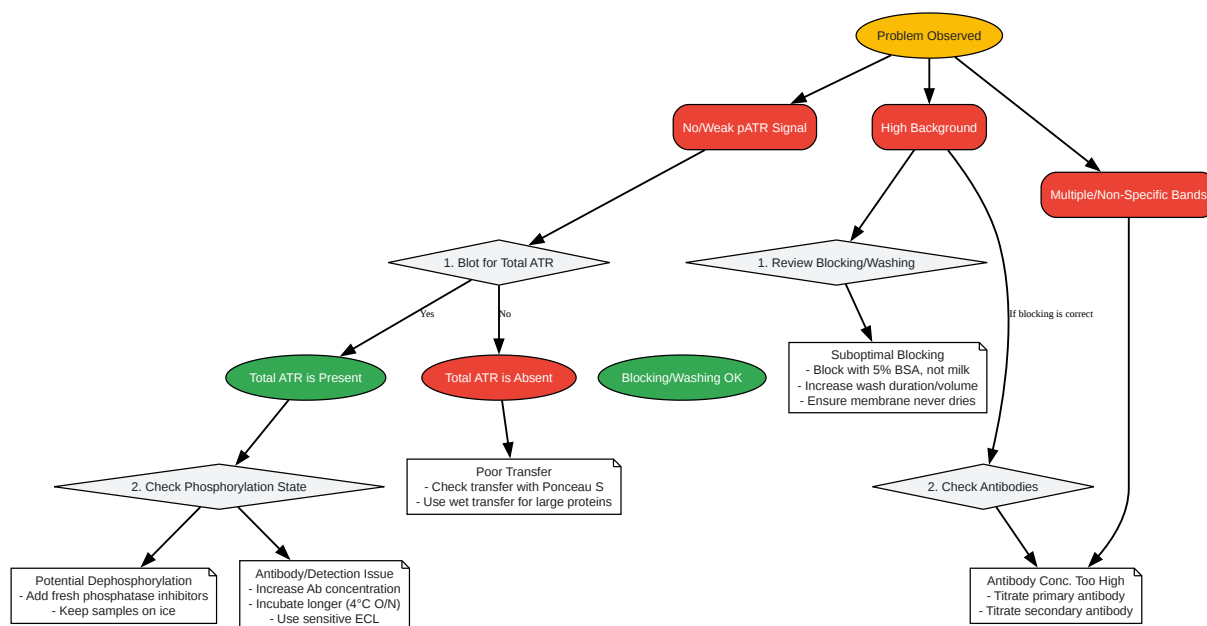 Problem Observed
No/Weak pATR Signal
High Background
Multiple/Non-Specific Bands
1. Blot for Total ATR
1. Review Blocking/Washing
Yes
No
If blocking is correct
Total ATR is Present
Total ATR is Absent
Blocking/Washing OK
Suboptimal Blocking
- Block with 5% BSA, not milk
- Increase wash duration/volume
- Ensure membrane never dries
2. Check Phosphorylation State
Poor Transfer
- Check transfer with Ponceau S
- Use wet transfer for large proteins
2. Check Antibodies
Potential Dephosphorylation
- Add fresh phosphatase inhibitors
- Keep samples on ice
Antibody/Detection Issue
- Increase Ab concentration
- Incubate longer (4°C O/N)
- Use sensitive ECL
Antibody Conc. Too High
- Titrate primary antibody
- Titrate secondary antibody